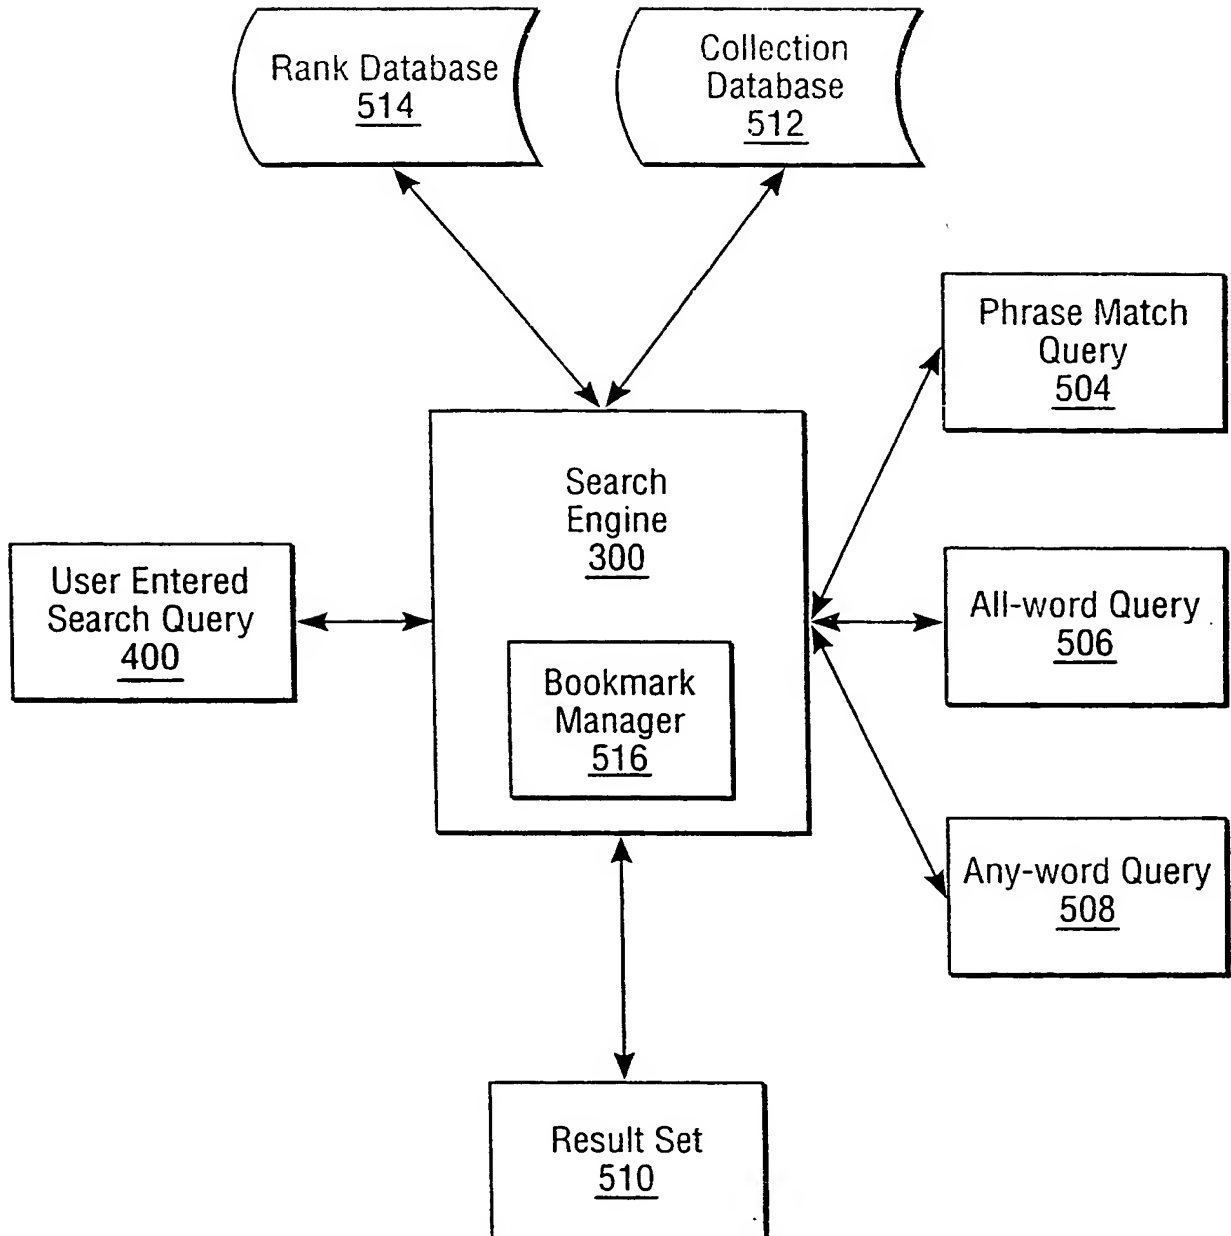 Rank Database
514
Collection
Database
512
Phrase Match
Query
504
Search
Engine
300
User Entered
Search Query
400
All-word Query
506
Bookmark
Manager
516
Any-word Query
508
Result Set
510